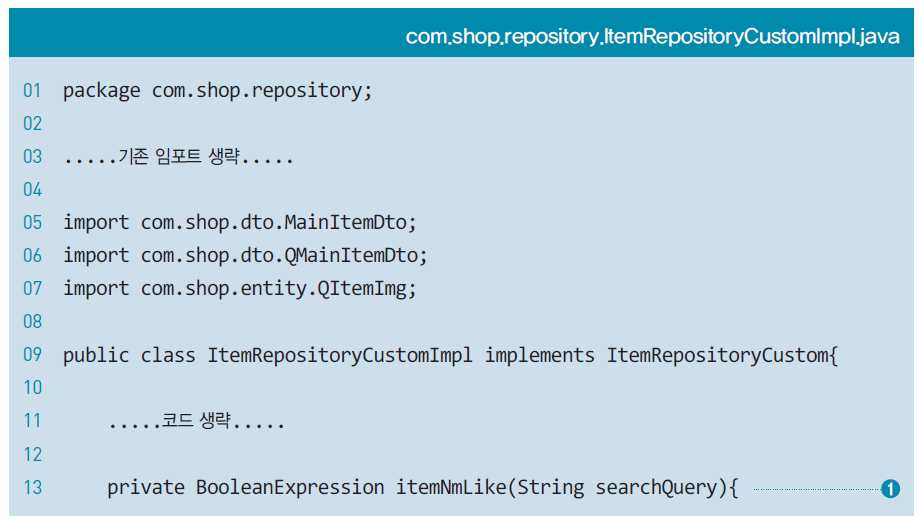 com.shop.repository.ItemRepositoryCustomImpl.java
01 package com.shop.repository;
02
03 .....기존 임포트 생략.....
04
05 import com.shop.dto.MainItemDto;
06 import com.shop.dto.QMainItemDto;
07 import com.shop.entity.QItemImg;
08
09 public class ItemRepositoryCustomImpl implements ItemRepositoryCustom{
10
11     .....코드 생략.....
12
13     private BooleanExpression itemNmLike(String searchQuery){ ❶